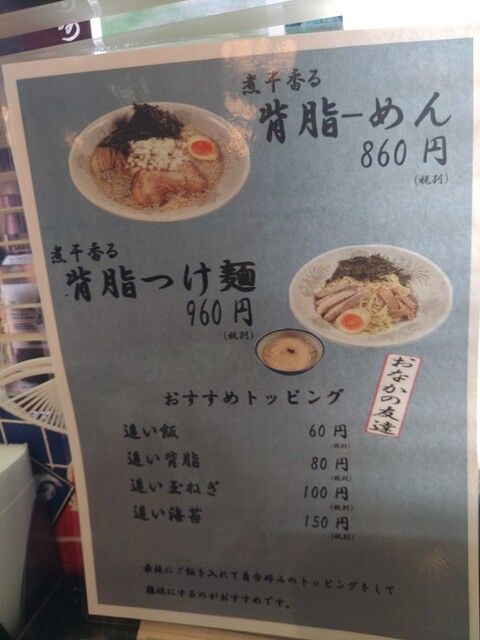 煮干香る
背脂–めん
860円
(税別)
煮干香る
背脂つけ麺
960円
(税別)
おなかの友達
おすすめトッピング
追い飯 60円
(税別)
追い背脂 80円
(税別)
追い玉ねぎ 100円
(税別)
追い海苔 150円
(税別)
最後にご飯を入れて自分好みのトッピングをして
雑炊にするのがおすすめです。